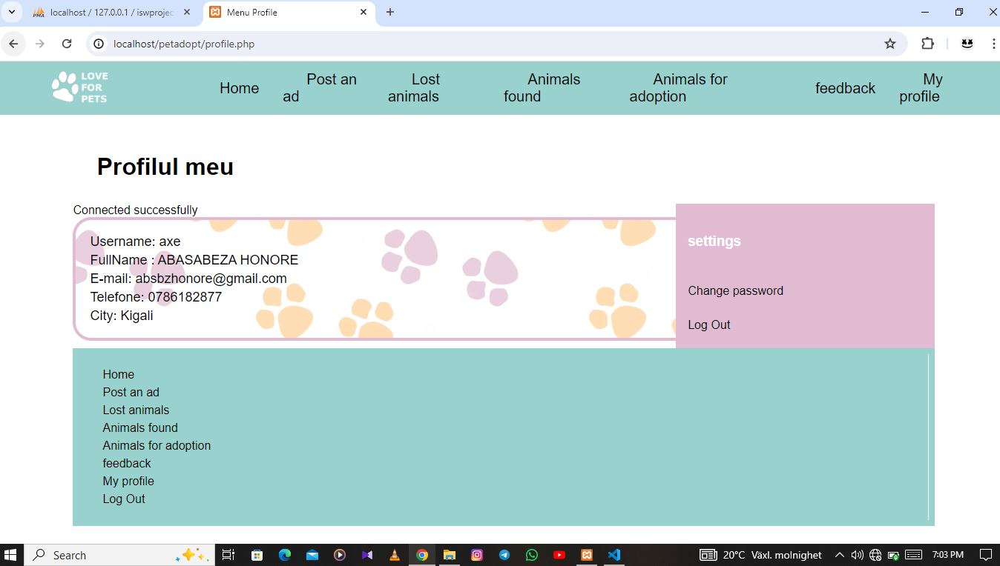 localhost / 127.0.0.1 / iswprojec
Menu Profile
localhost/petadopt/profile.php
LOVE
FOR
PETS
Home
Post an
ad
Lost
animals
Animals
found
Animals for
adoption
feedback
My
profile
Profilul meu
Connected successfully
Username: axe
FullName : ABASABEZA HONORE
E-mail: absbzhonore@gmail.com
Telefone: 0786182877
City: Kigali
settings
Change password
Log Out
Home
Post an ad
Lost animals
Animals found
Animals for adoption
feedback
My profile
Log Out
Search
20°C Växl. molnighet
7:03 PM